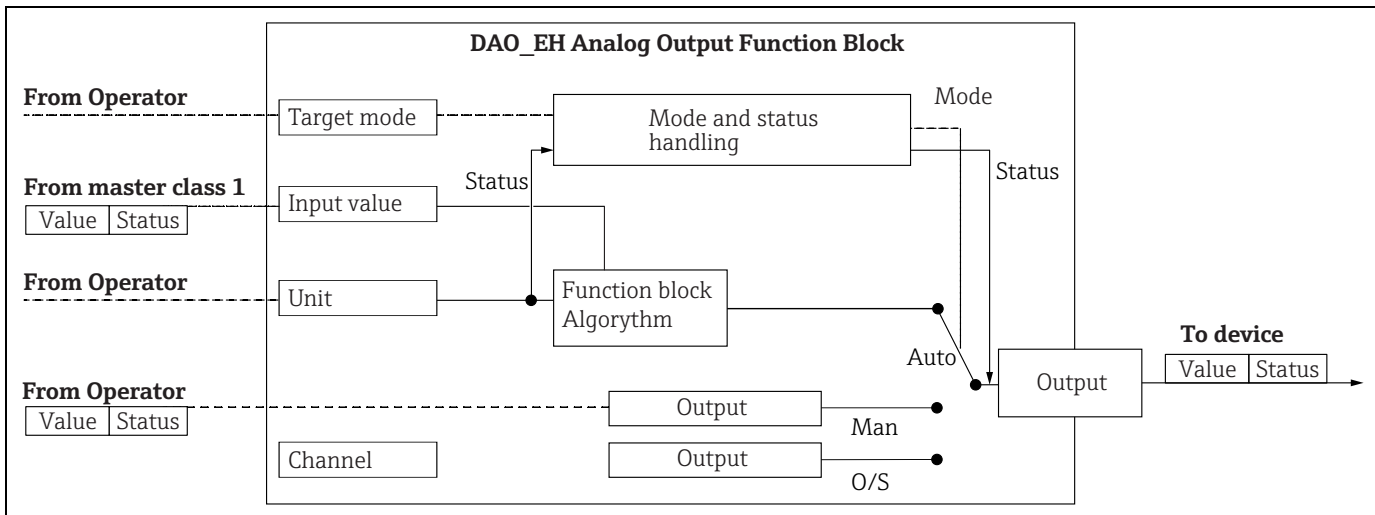 DAO_EH Analog Output Function Block
From Operator
Target mode
Mode and status
handling
Mode
From master class 1
Value Status
Input value
Status
Status
From Operator
Unit
Function block
Algorythm
Auto
To device
Value Status
Output
From Operator
Value Status
Output
Man
Channel
Output
O/S